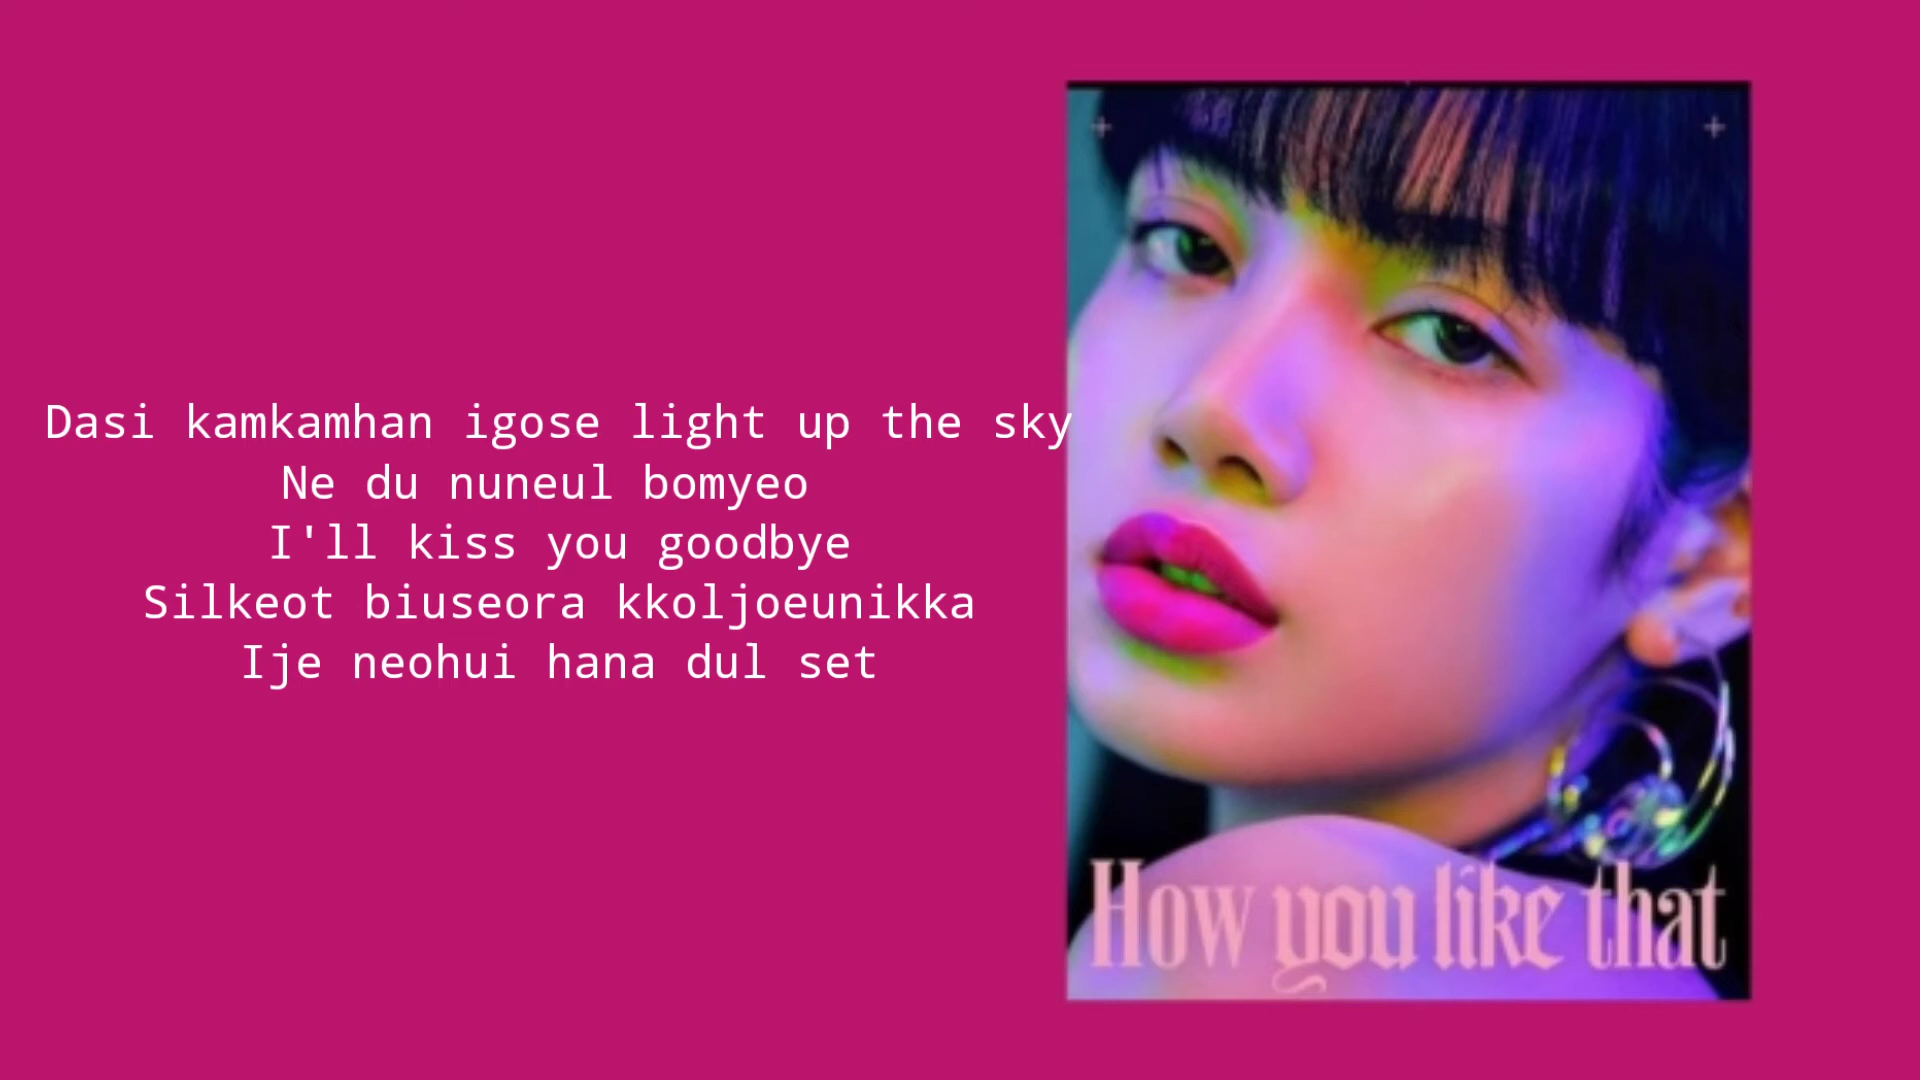 Dasi kamkamhan igose light up the sky
Ne du nuneul bomyeo
I'll kiss you goodbye
Silkeot biuseora kkoljoeunikka
Ije neohui hana dul set
How you like that